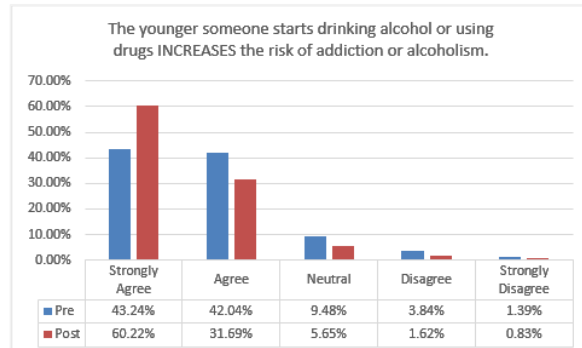 The younger someone starts drinking alcohol or using
drugs INCREASES the risk of addiction or alcoholism.
70.00%
60.00%
50.00%
40.00%
30.00%
20.00%
10.00%
0.00%
Strongly Agree Agree Neutral Disagree Strongly Disagree
Pre 43.24% 42.04% 9.48% 3.84% 1.39%
Post 60.22% 31.69% 5.65% 1.62% 0.83%